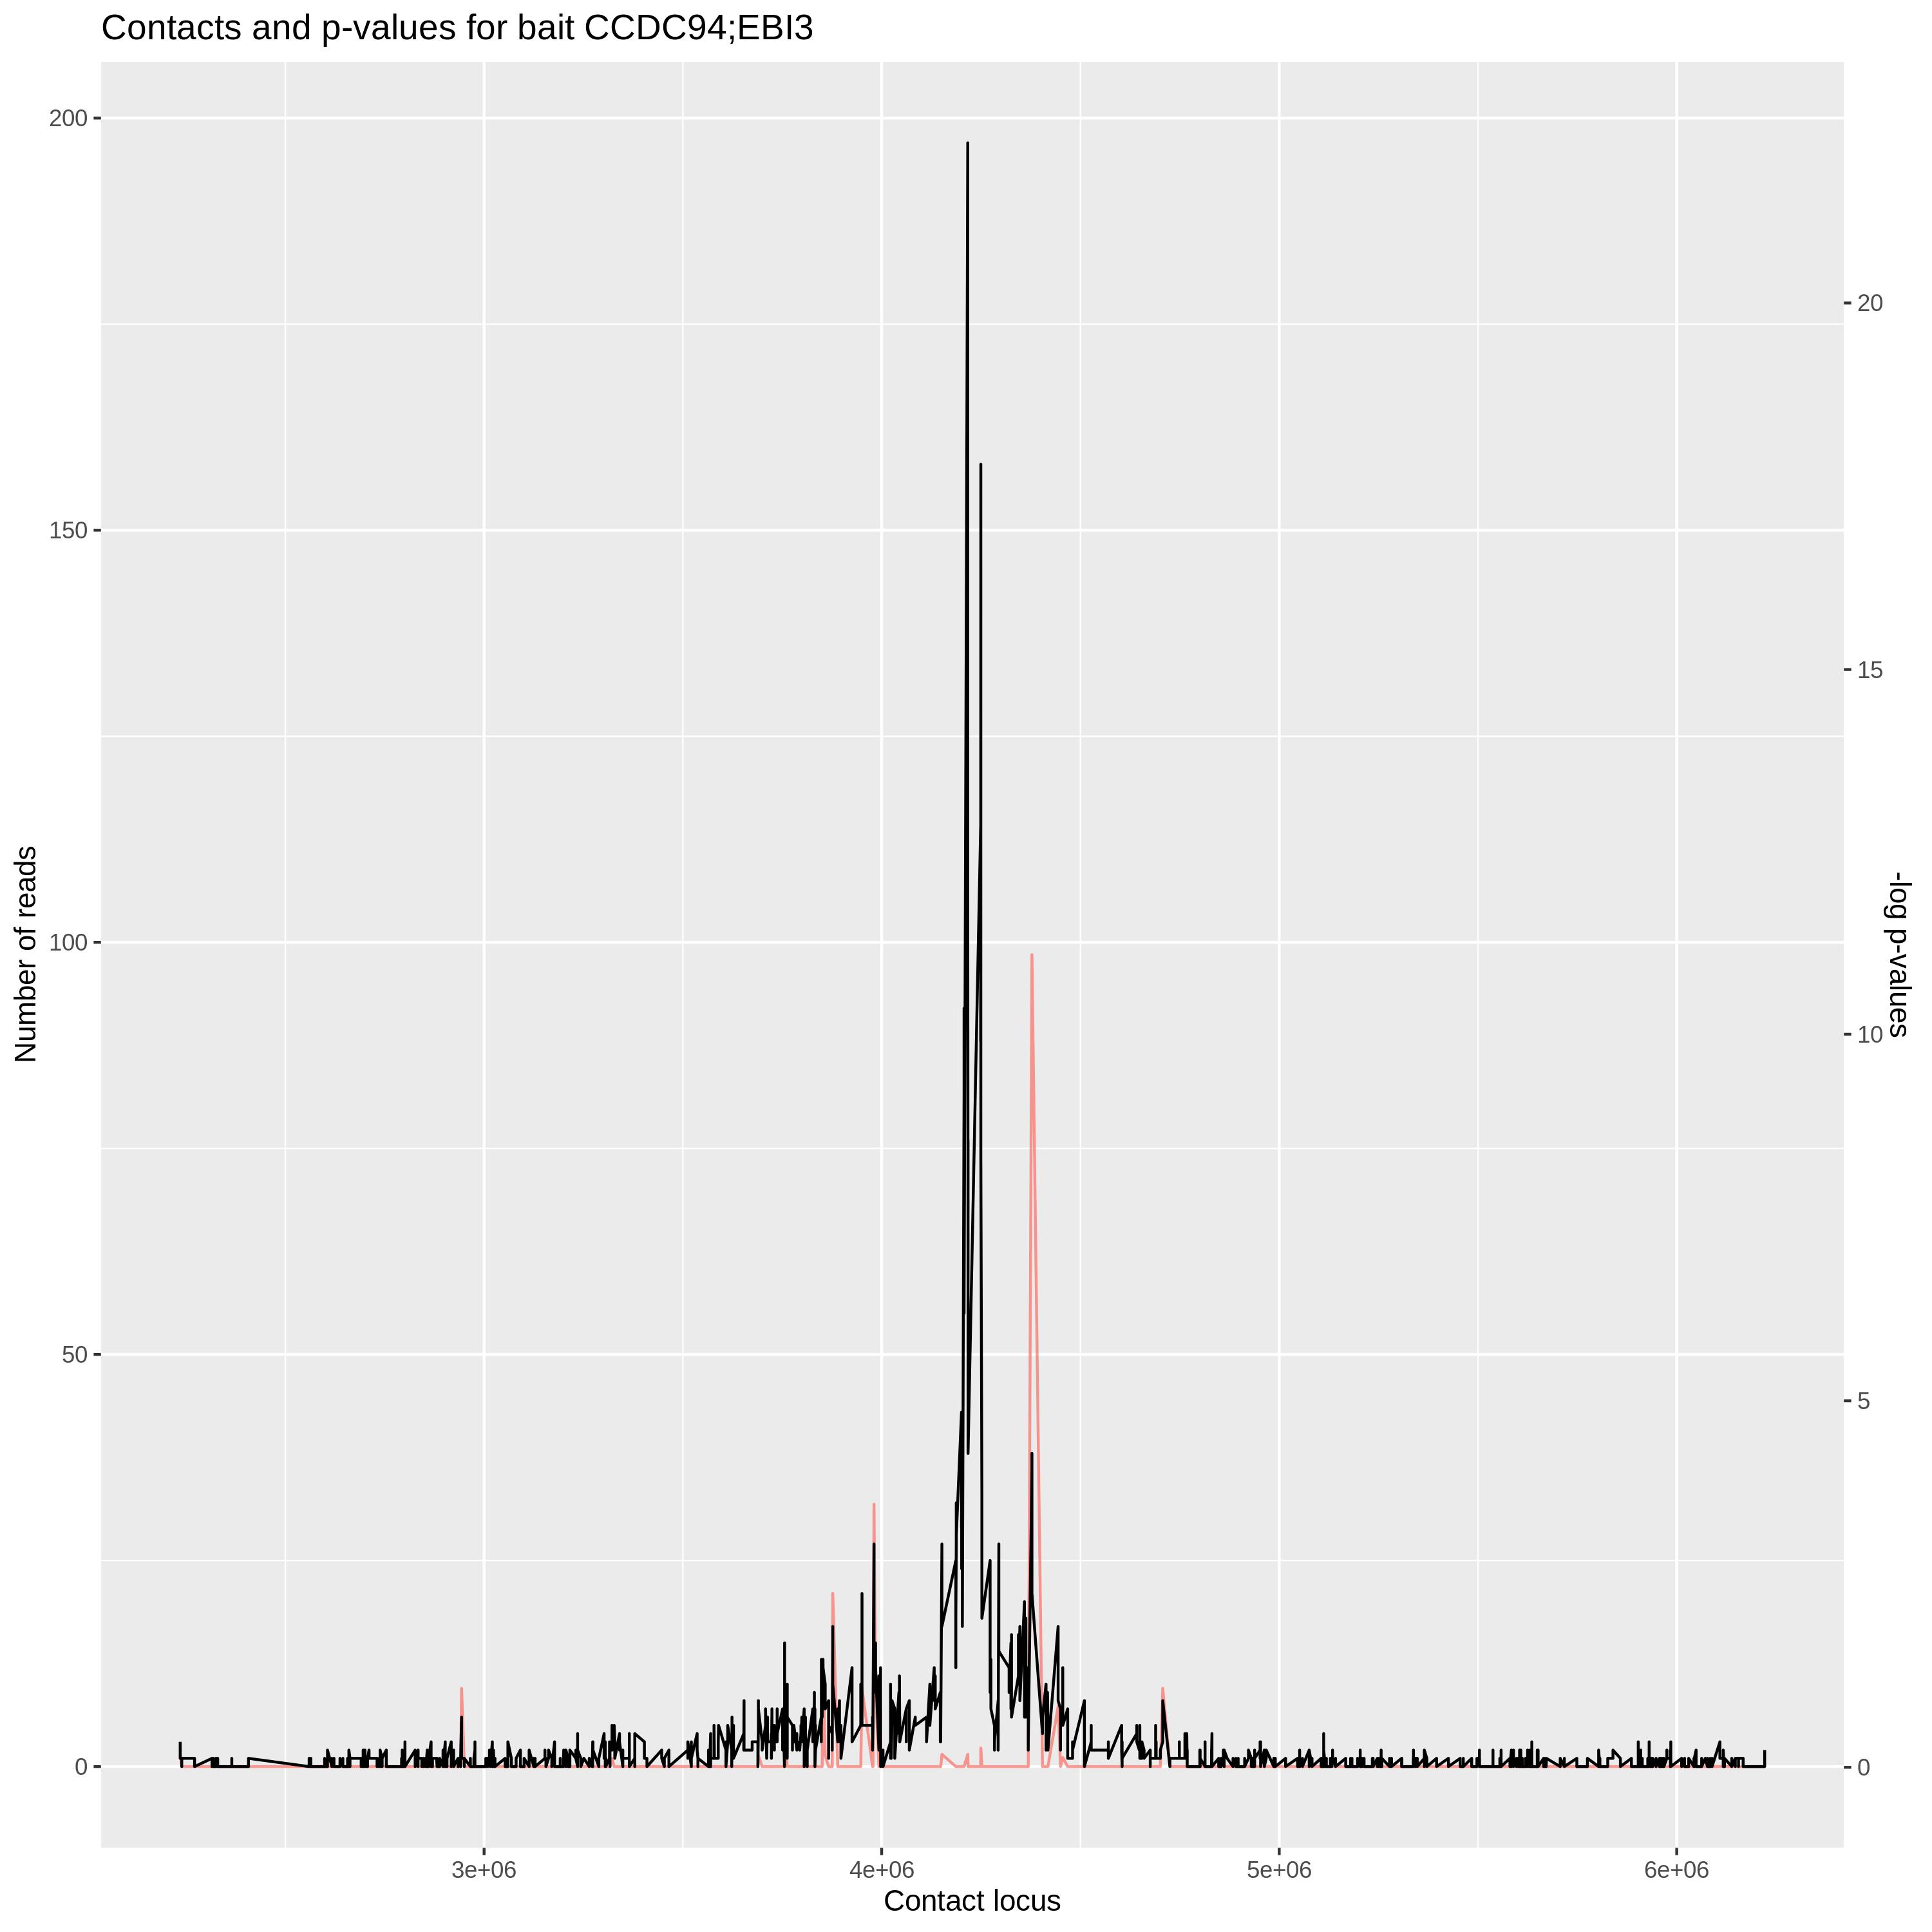 Contacts and p-values for bait CCDC94;EBI3
200
150
100
50
0
Number of reads
20
15
10
5
0
-log p-values
3e+06
4e+06
5e+06
6e+06
Contact locus